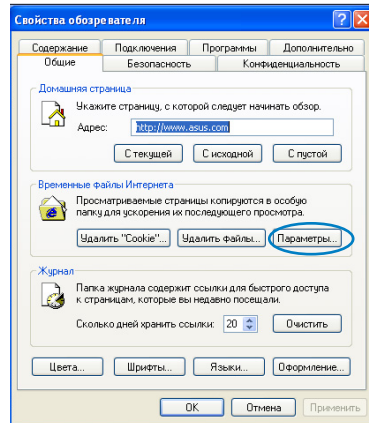 Свойства обозревателя
Содержание Подключения Программы Дополнительно
Общие Безопасность Конфиденциальность
Домашняя страница
Укажите страницу, с которой следует начинать обзор.
Адрес: http://www.asus.com
С текущей С исходной С пустой
Временные файлы Интернета
Просматриваемые страницы копируются в особую
папку для ускорения их последующего просмотра.
Удалить "Cookie"... Удалить файлы... Параметры...
Журнал
Папка журнала содержит ссылки для быстрого доступа
к страницам, которые вы недавно посещали.
Сколько дней хранить ссылки: 20 Очистить
Цвета... Шрифты... Языки... Оформление...
OK Отмена Применить